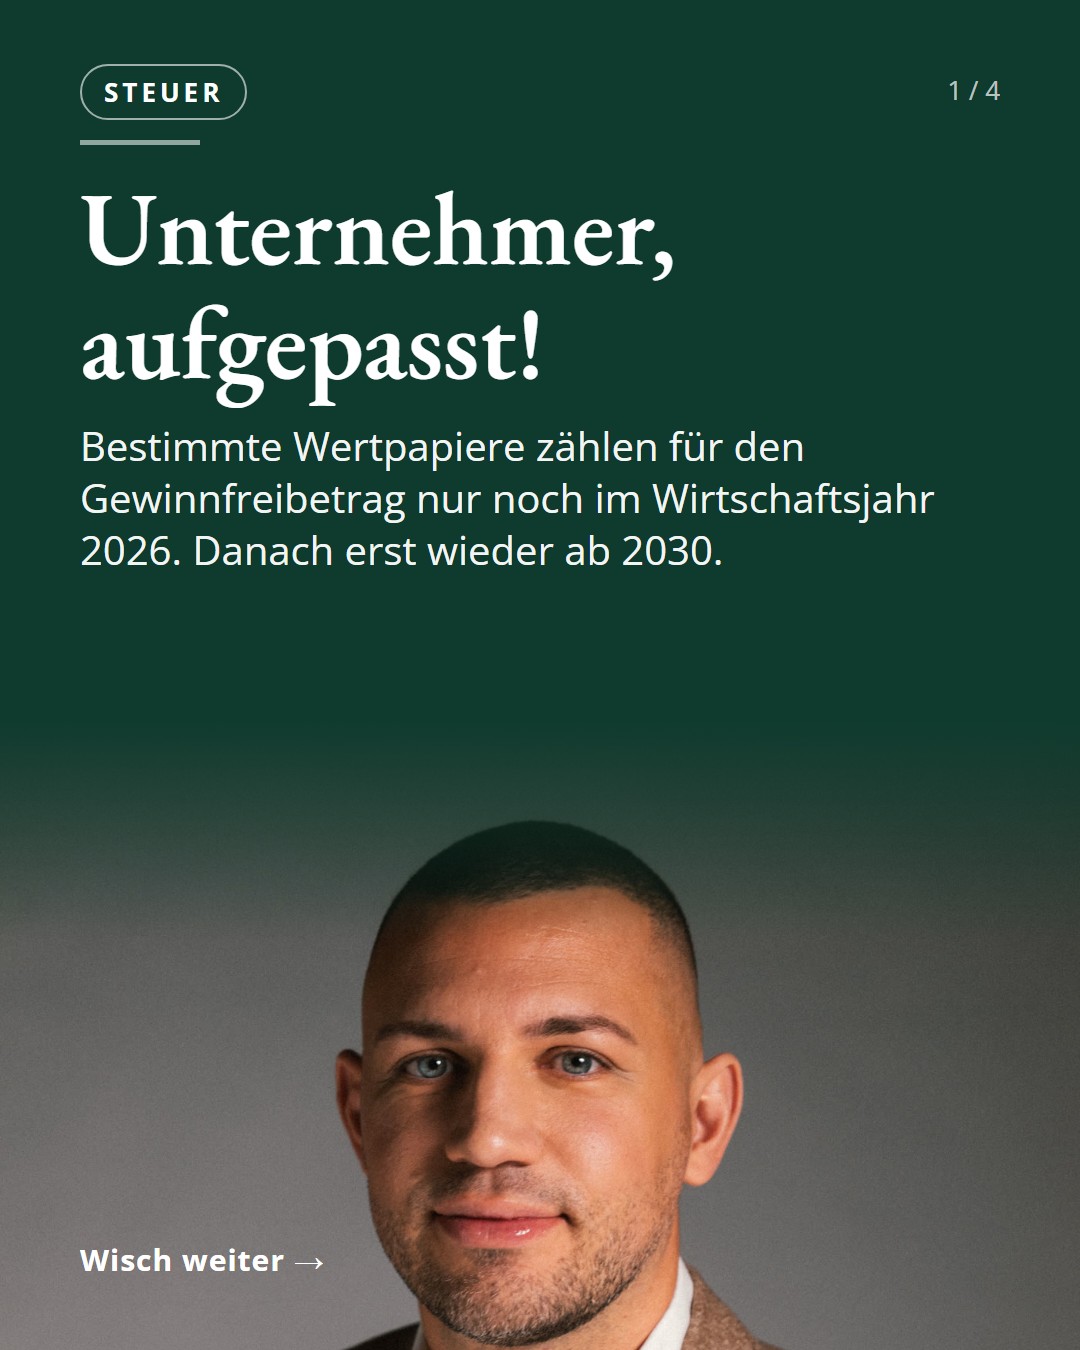 STEUER
1 / 4
Unternehmer,
aufgepasst!
Bestimmte Wertpapiere zählen für den
Gewinnfreibetrag nur noch im Wirtschaftsjahr
2026. Danach erst wieder ab 2030.
Wisch weiter →